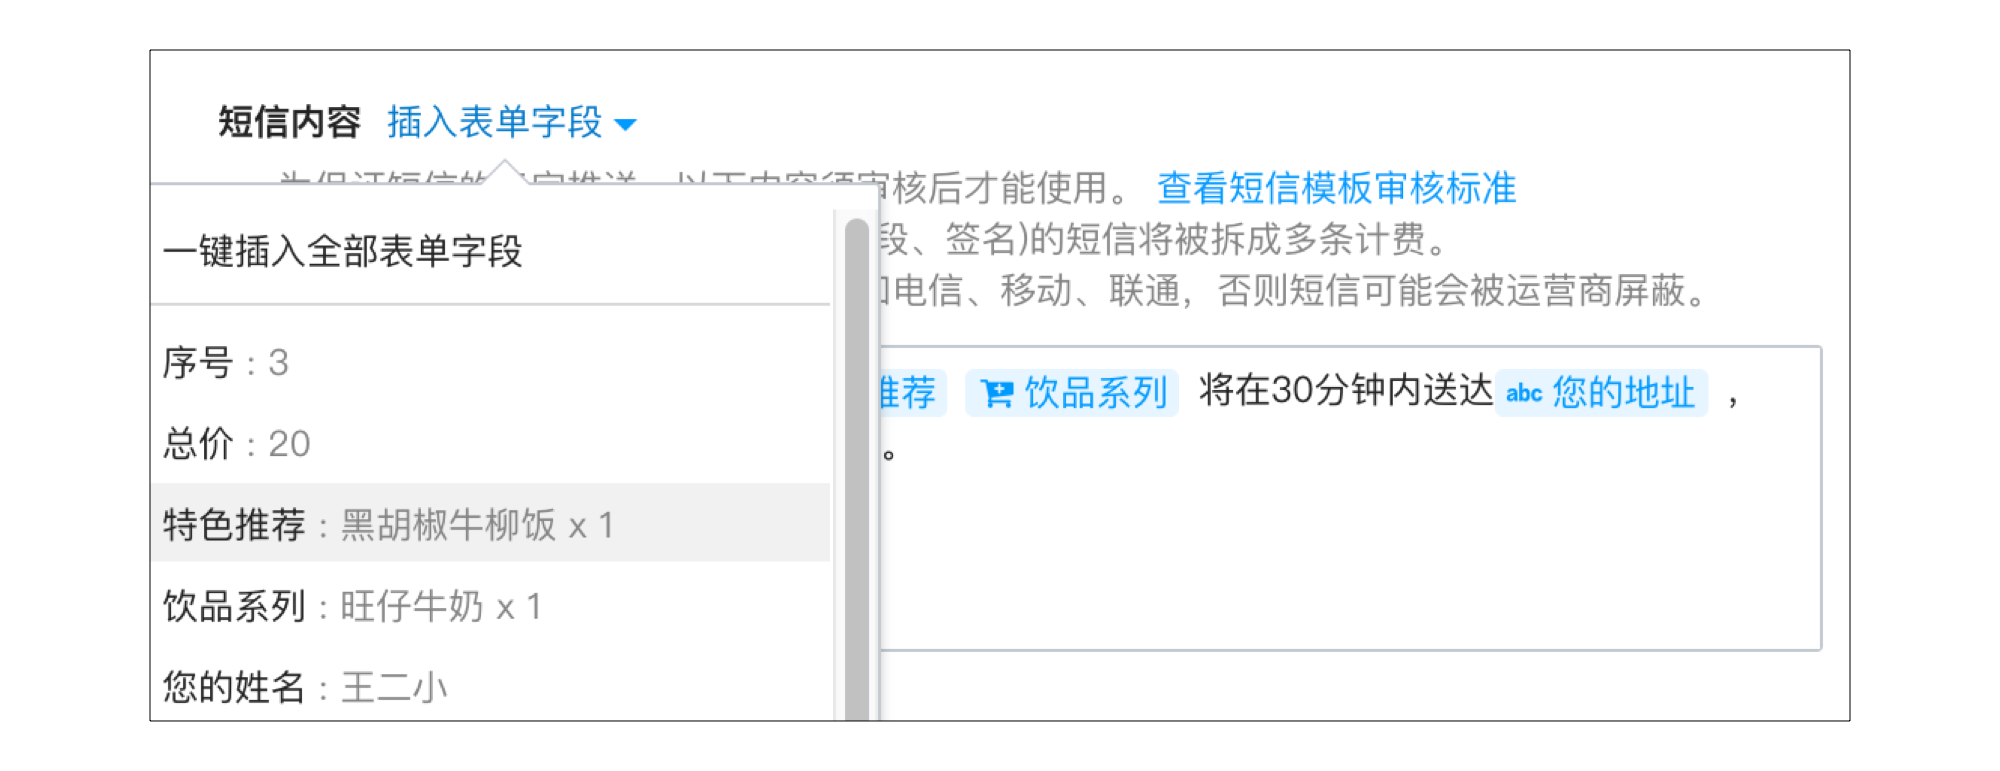 短信内容 插入表单字段
审核后才能使用。 查看短信模板审核标准
段、签名)的短信将被拆成多条计费。
电信、移动、联通，否则短信可能会被运营商屏蔽。
一键插入全部表单字段
序号：3
总价：20
特色推荐：黑胡椒牛柳饭 x 1
饮品系列：旺仔牛奶 x 1
您的姓名：王二小
推荐 饮品系列 将在30分钟内送达 abc 您的地址 ，
。